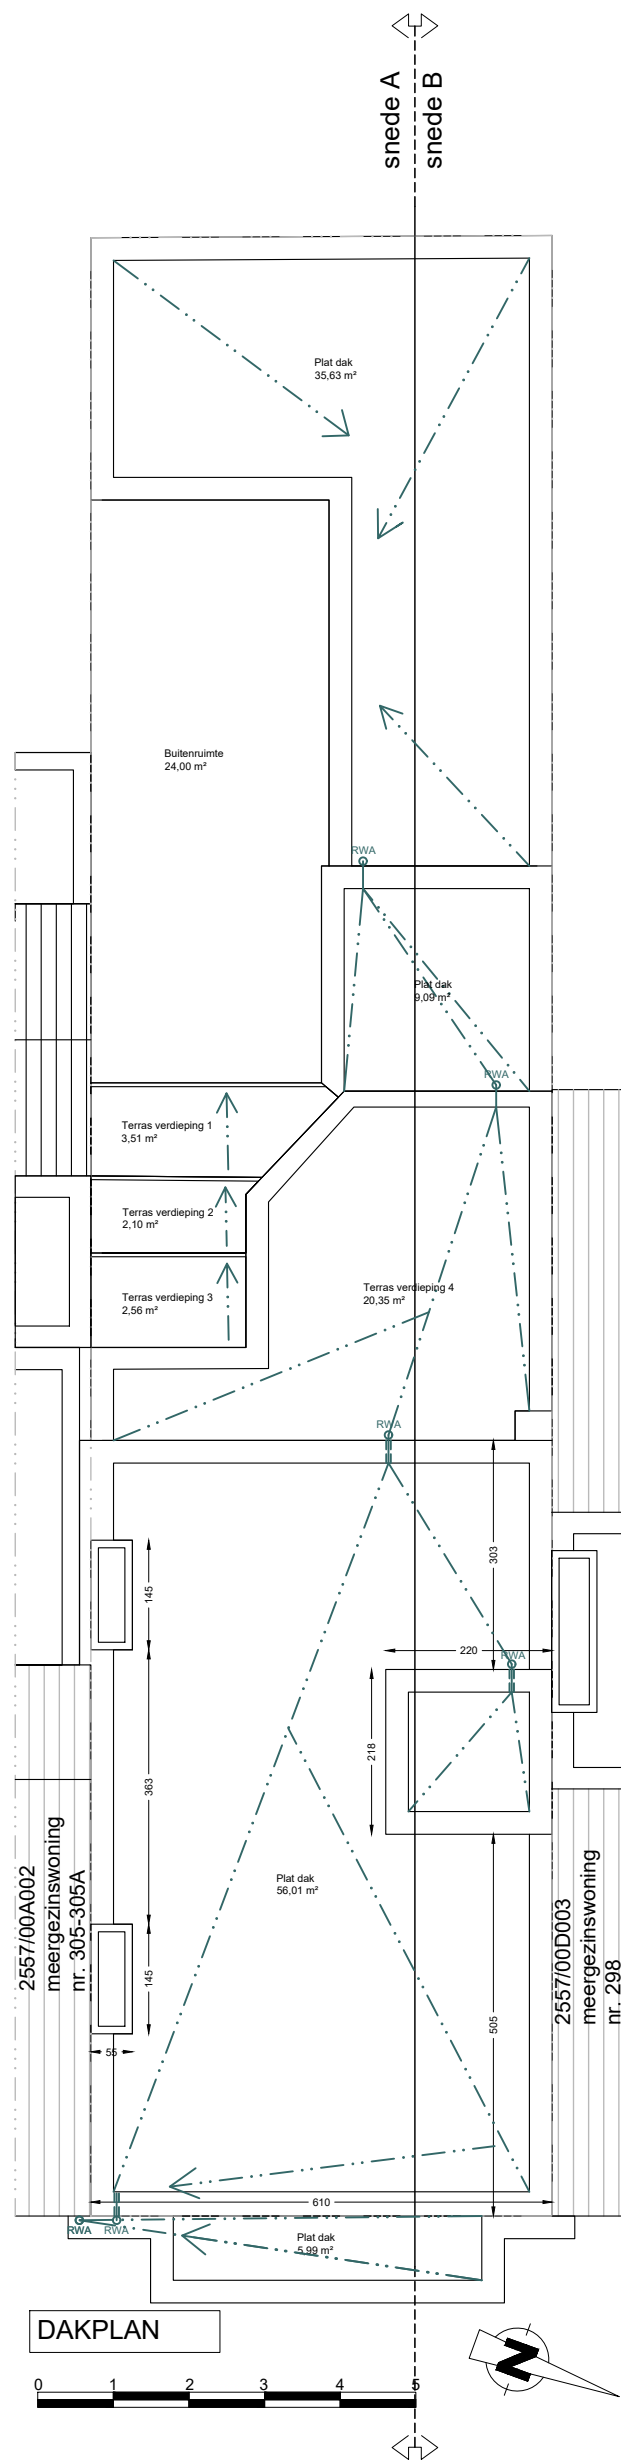 snede A
snede B
Plat dak
35,63 m²
Buitenruimte
24,00 m²
RWA
Plat dak
9,09 m²
RWA
Terras verdieping 1
3,51 m²
Terras verdieping 2
2,10 m²
Terras verdieping 3
2,56 m²
Terras verdieping 4
20,35 m²
RWA
303
145
220
RWA
218
363
Plat dak
56,01 m²
2557/00A002
meergezinswoning
nr. 305-305A
2557/00D003
meergezinswoning
nr. 298
145
505
55
610
RWA
RWA
Plat dak
5,99 m²
DAKPLAN
N
0 1 2 3 4 5